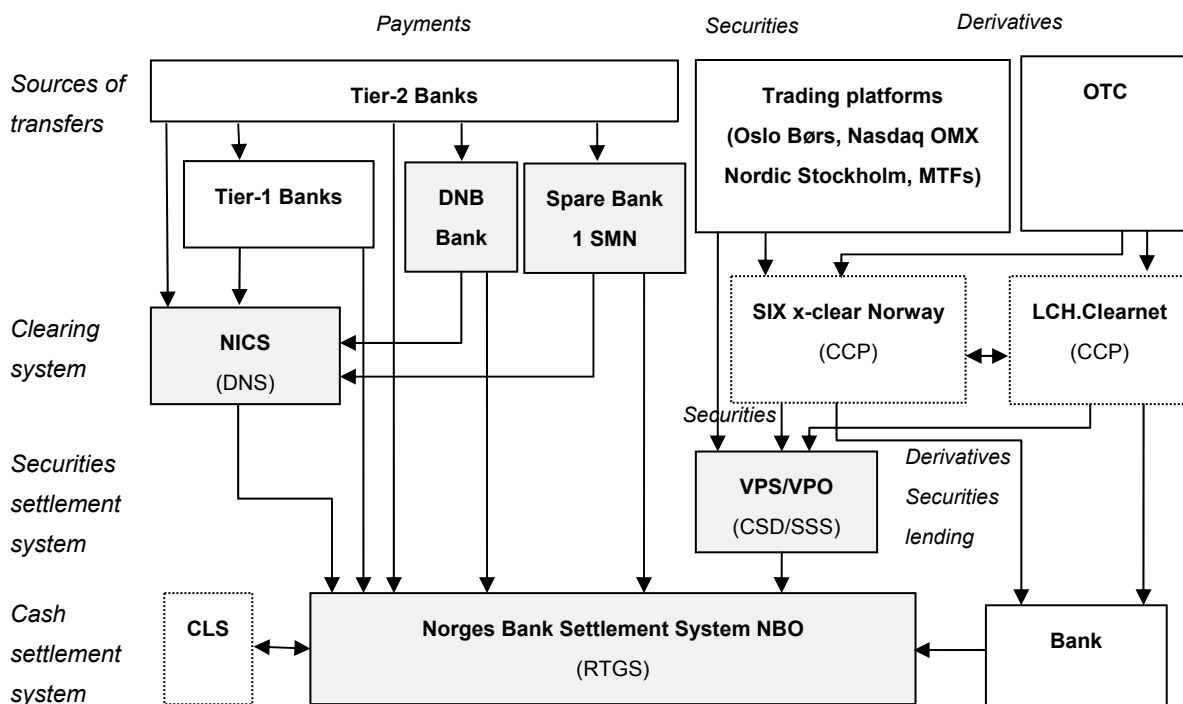 Payments
Securities
Derivatives
Sources of
transfers
Tier-2 Banks
Trading platforms
(Oslo Børs, Nasdaq OMX
Nordic Stockholm, MTFs)
OTC
Tier-1 Banks
DNB
Bank
Spare Bank
1 SMN
Clearing
system
NICS
(DNS)
SIX x-clear Norway
(CCP)
LCH.Clearnet
(CCP)
Securities
Securities
settlement
system
VPS/VPO
(CSD/SSS)
Derivatives
Securities
lending
Cash
settlement
system
CLS
Norges Bank Settlement System NBO
(RTGS)
Bank